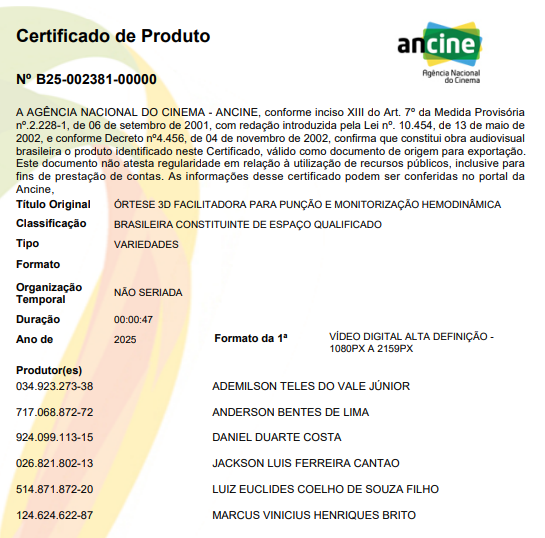 Certificado de Produto
ancine
Agência Nacional
do Cinema
Nº B25-002381-00000
A AGÊNCIA NACIONAL DO CINEMA - ANCINE, conforme inciso XIII do Art. 7º da Medida Provisória
nº.2.228-1, de 06 de setembro de 2001, com redação introduzida pela Lei nº. 10.454, de 13 de maio
de 2002, e conforme Decreto nº4.456, de 04 de novembro de 2002, confirma que constitui obra audiovisual
brasileira o produto identificado neste Certificado, válido como documento de origem para exportação.
Este documento não atesta regularidade em relação à utilização de recursos públicos, inclusive para
fins de prestação de contas. As informações desse certificado podem ser conferidas no portal da
Ancine,
Título Original ÓRTESE 3D FACILITADORA PARA PUNÇÃO E MONITORIZAÇÃO HEMODINÂMICA
Classificação BRASILEIRA CONSTITUINTE DE ESPAÇO QUALIFICADO
Tipo VARIEDADES
Formato
Organização
Temporal NÃO SERIADA
Duração 00:00:47
Ano de 2025 Formato da 1ª VÍDEO DIGITAL ALTA DEFINIÇÃO -
1080PX A 2159PX
Produtor(es)
034.923.273-38 ADEMILSON TELES DO VALE JÚNIOR
717.068.872-72 ANDERSON BENTES DE LIMA
924.099.113-15 DANIEL DUARTE COSTA
026.821.802-13 JACKSON LUIS FERREIRA CANTAO
514.871.872-20 LUIZ EUCLIDES COELHO DE SOUZA FILHO
124.624.622-87 MARCUS VINICIUS HENRIQUES BRITO